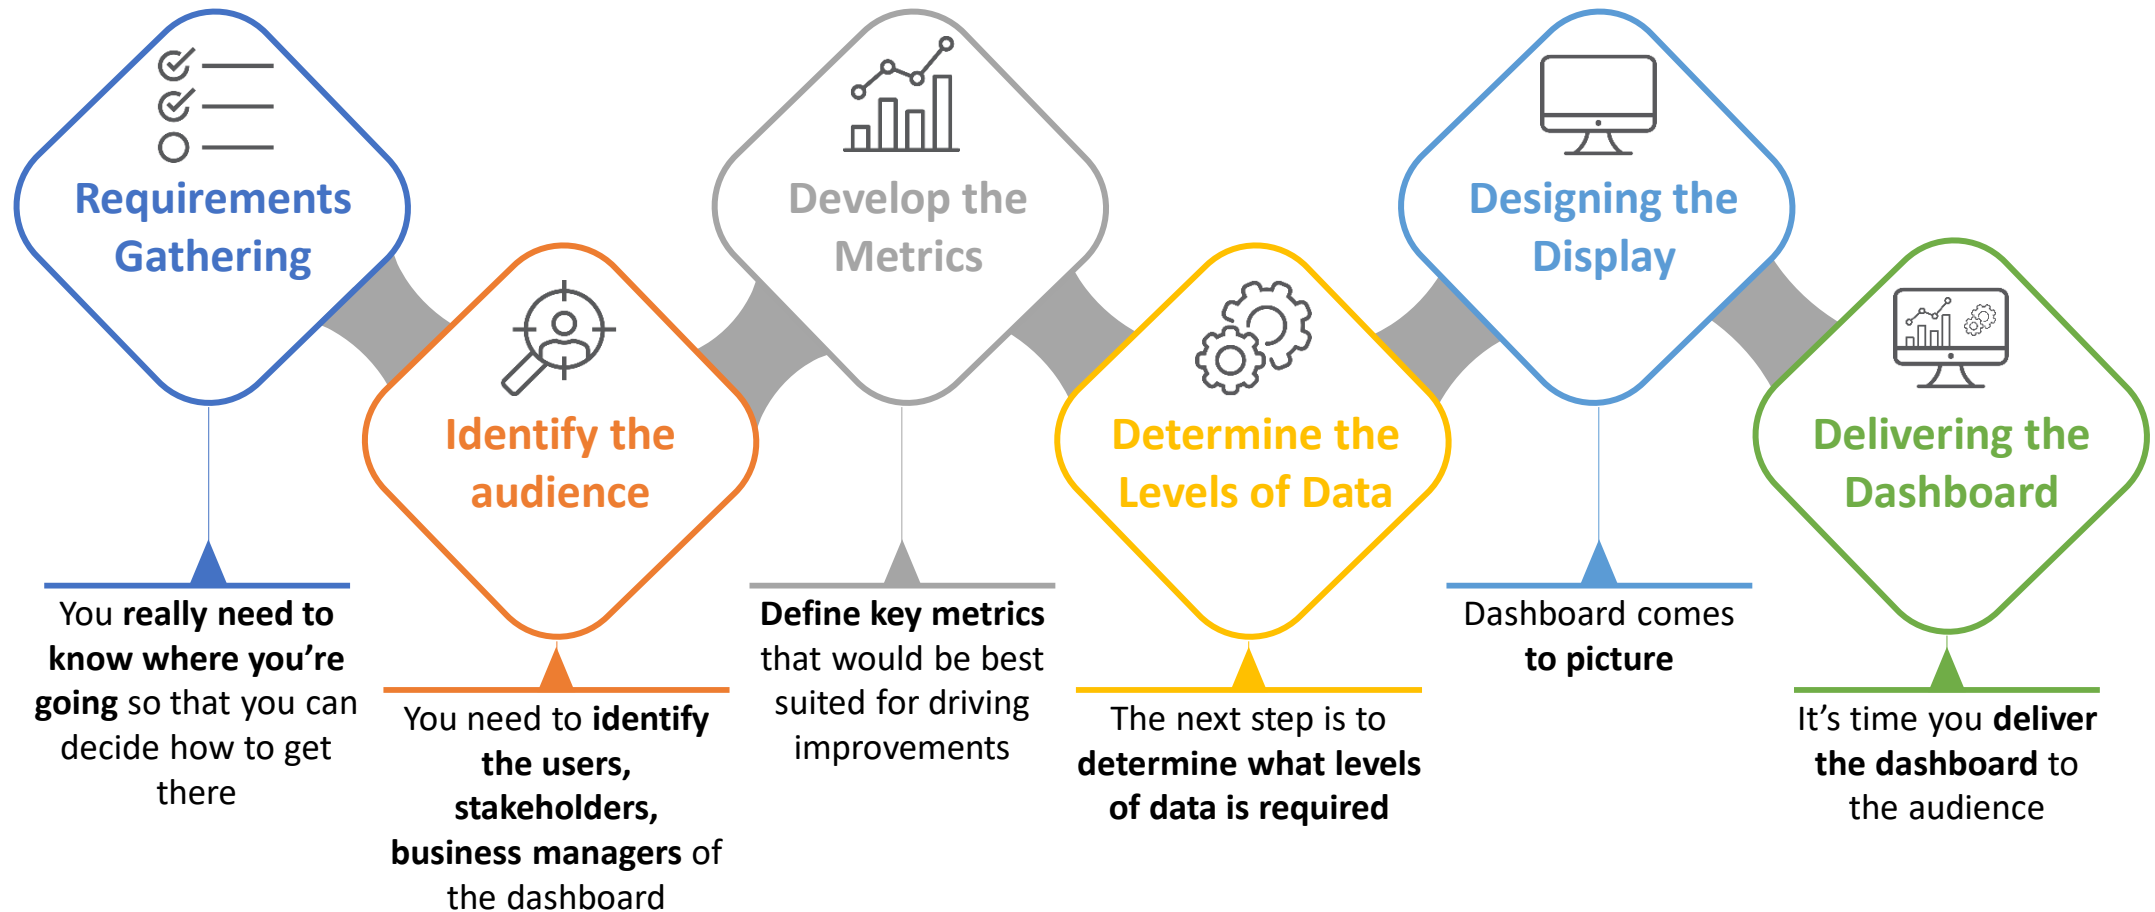 Requirements
Gathering
You really need to
know where you’re
going so that you can
decide how to get
there
Identify the
audience
You need to identify
the users,
stakeholders,
business managers of
the dashboard
Develop the
Metrics
Define key metrics
that would be best
suited for driving
improvements
Determine the
Levels of Data
The next step is to
determine what levels
of data is required
Designing the
Display
Dashboard comes
to picture
Delivering the
Dashboard
It’s time you deliver
the dashboard to
the audience